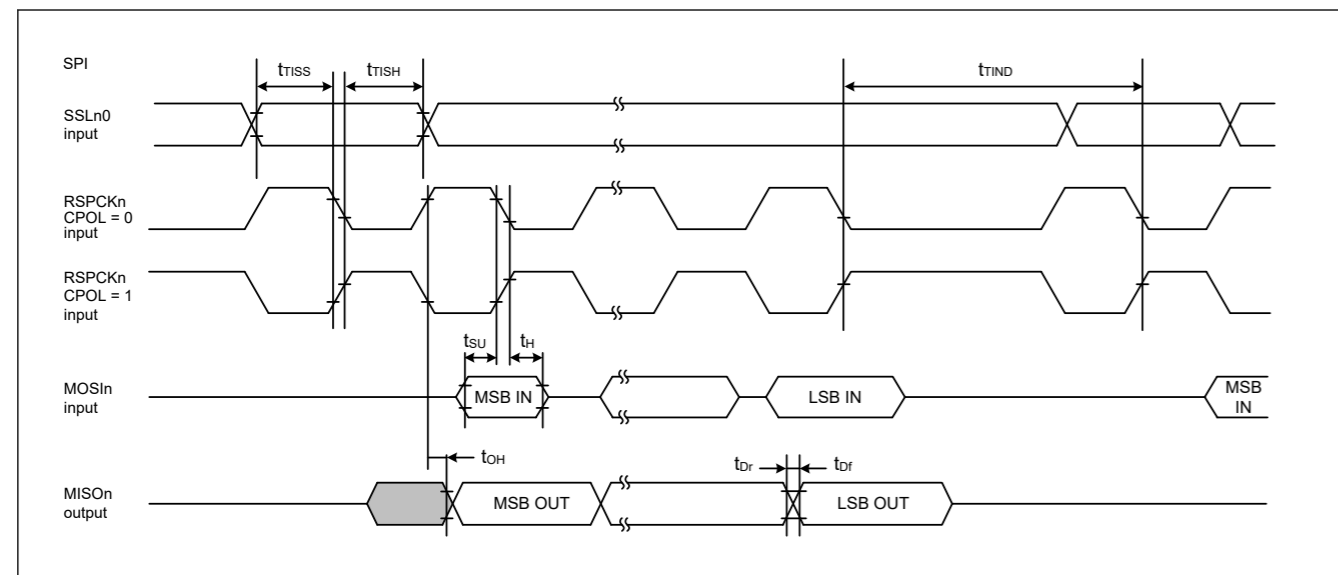 SPI
tTISS
tTISH
tTIND
SSLn0
input
RSPCKn
CPOL = 0
input
RSPCKn
CPOL = 1
input
tSU
tH
MOSIn
input
MSB IN
LSB IN
MSB
IN
tOH
tDr
tDf
MISOn
output
MSB OUT
LSB OUT